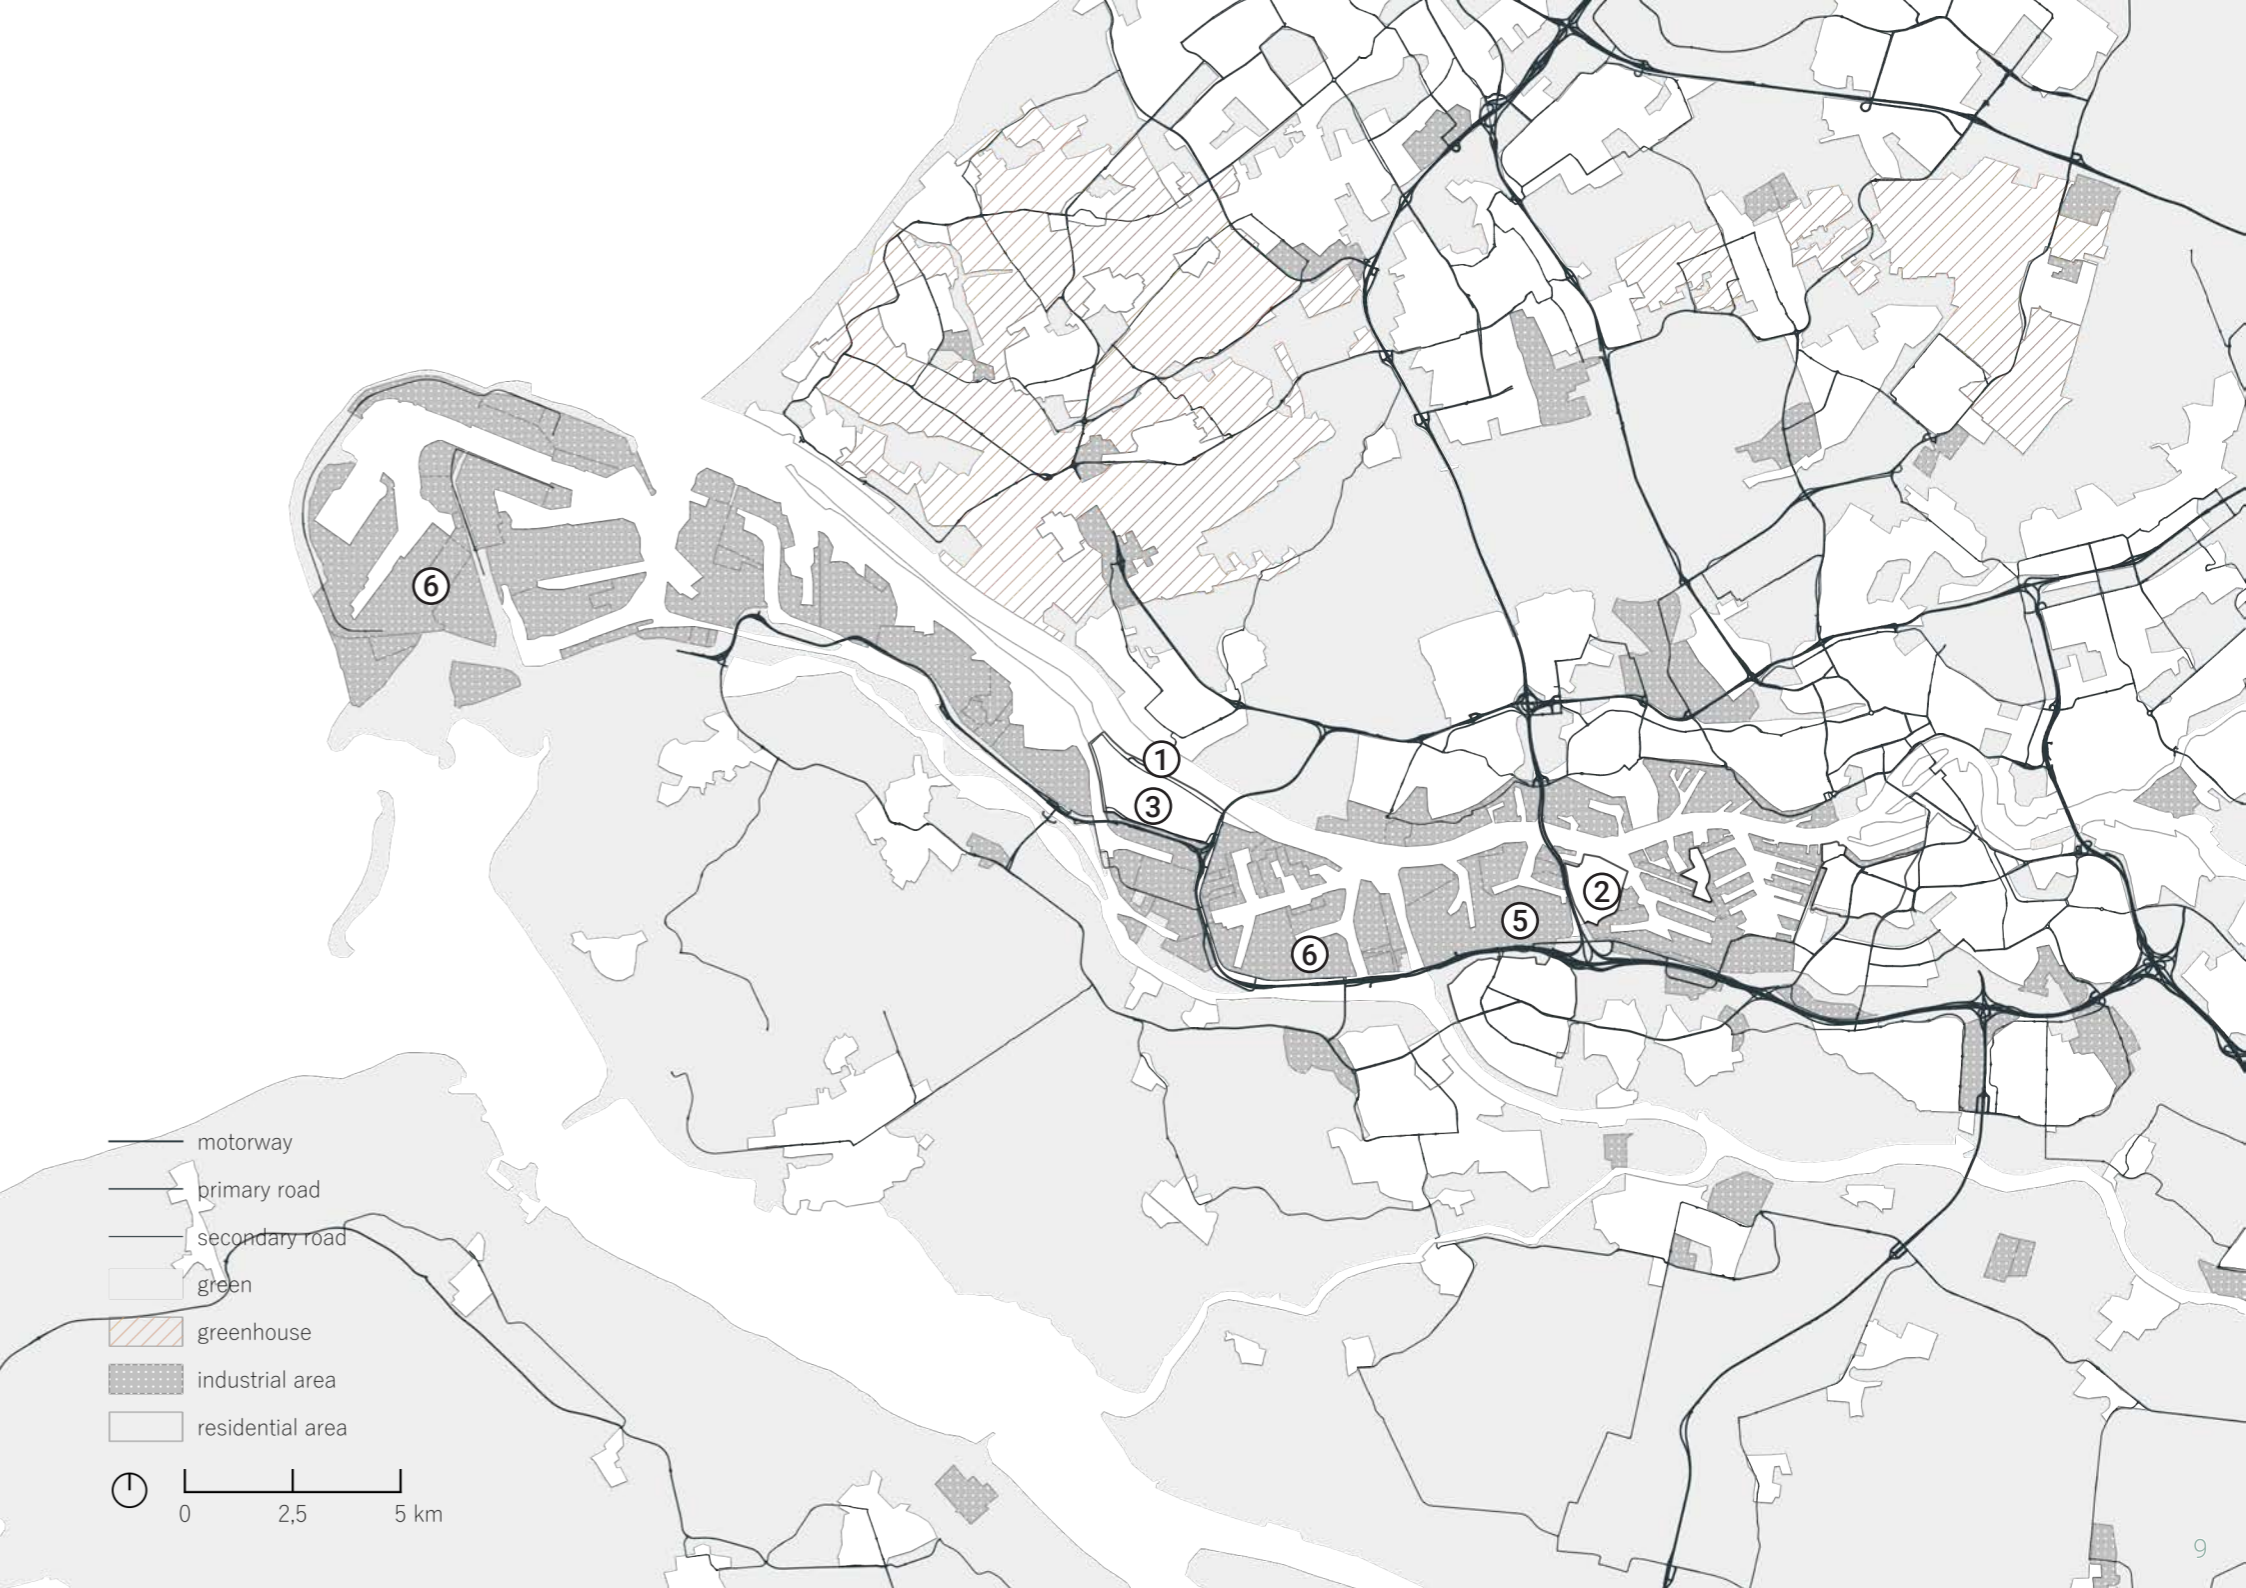 6
1
3
2
5
6
motorway
primary road
secondary road
green
greenhouse
industrial area
residential area
0 2,5 5 km
9